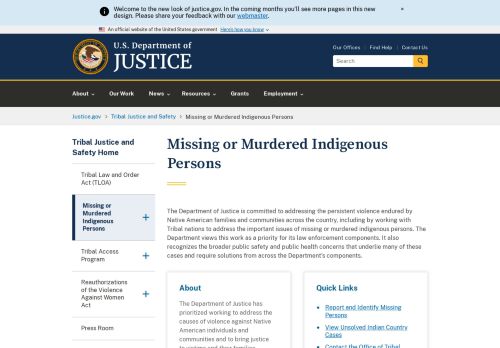 Welcome to the new look of justice.gov. In the coming months you'll see more pages in this new
design. Please share your feedback with our webmaster.
×
An official website of the United States government Here's how you know
U.S. Department of
JUSTICE
Our Offices | Find Help | Contact Us
Search
About Our Work News Resources Grants Employment
Justice.gov > Tribal Justice and Safety > Missing or Murdered Indigenous Persons
Tribal Justice and
Safety Home
Tribal Law and Order
Act (TLOA)
Missing or
Murdered
Indigenous
Persons
Tribal Access
Program
Reauthorizations
of the Violence
Against Women
Act
Press Room
Missing or Murdered Indigenous
Persons
The Department of Justice is committed to addressing the persistent violence endured by
Native American families and communities across the country, including by working with
Tribal nations to address the important issues of missing or murdered indigenous persons. The
Department views this work as a priority for its law enforcement components. It also
recognizes the broader public safety and public health concerns that underlie many of these
cases and require solutions from across the Department's components.
About
The Department of Justice has
prioritized working to address the
causes of violence against Native
American individuals and
communities and to bring justice
Quick Links
Report and Identify Missing
Persons
View Unsolved Indian Country
Cases
Contact the Office of Tribal